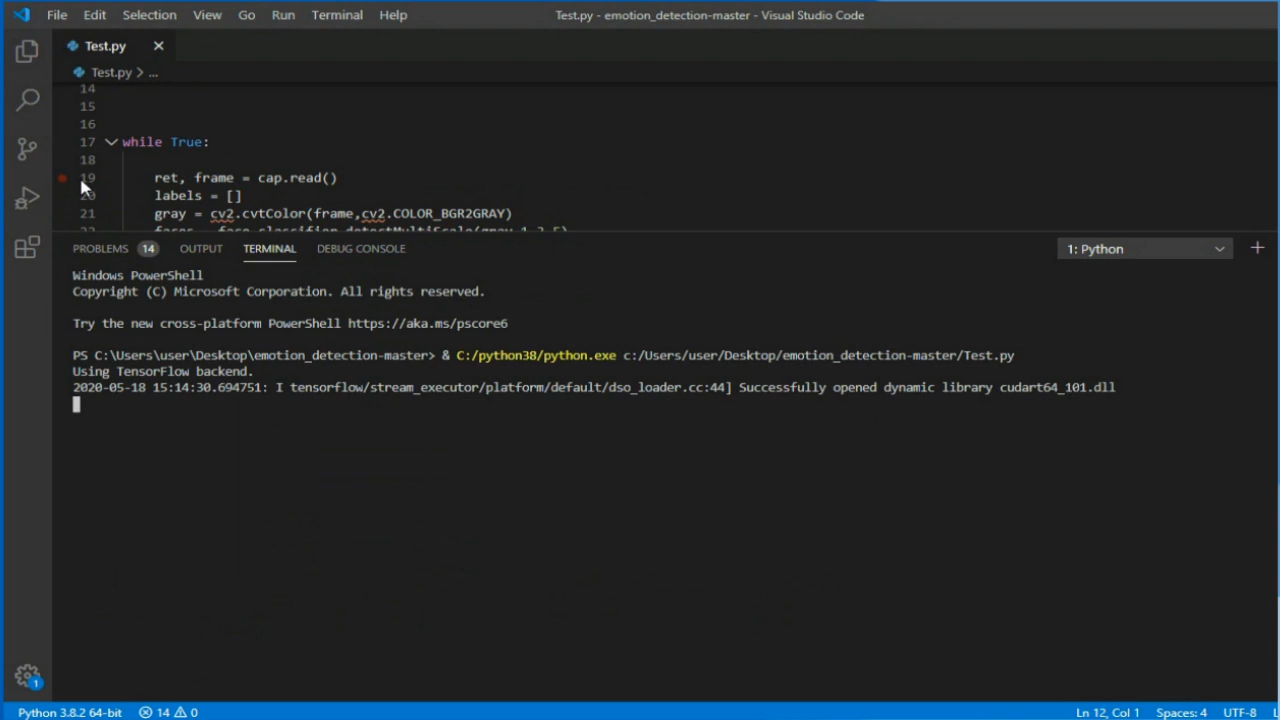 File Edit Selection View Go Run Terminal Help Test.py - emotion_detection-master - Visual Studio Code
Test.py
Test.py > ...
14
15
16
17 while True:
18
19 ret, frame = cap.read()
20 labels = []
21 gray = cv2.cvtColor(frame,cv2.COLOR_BGR2GRAY)
PROBLEMS 14 OUTPUT TERMINAL DEBUG CONSOLE 1: Python
Windows PowerShell
Copyright (C) Microsoft Corporation. All rights reserved.
Try the new cross-platform PowerShell https://aka.ms/pscore6
PS C:\Users\user\Desktop\emotion_detection-master> & C:/python38/python.exe c:/Users/user/Desktop/emotion_detection-master/Test.py
Using TensorFlow backend.
2020-05-18 15:14:30.694751: I tensorflow/stream_executor/platform/default/dso_loader.cc:44] Successfully opened dynamic library cudart64_101.dll
1
Python 3.8.2 64-bit 14 0 Ln 12, Col 1 Spaces: 4 UTF-8